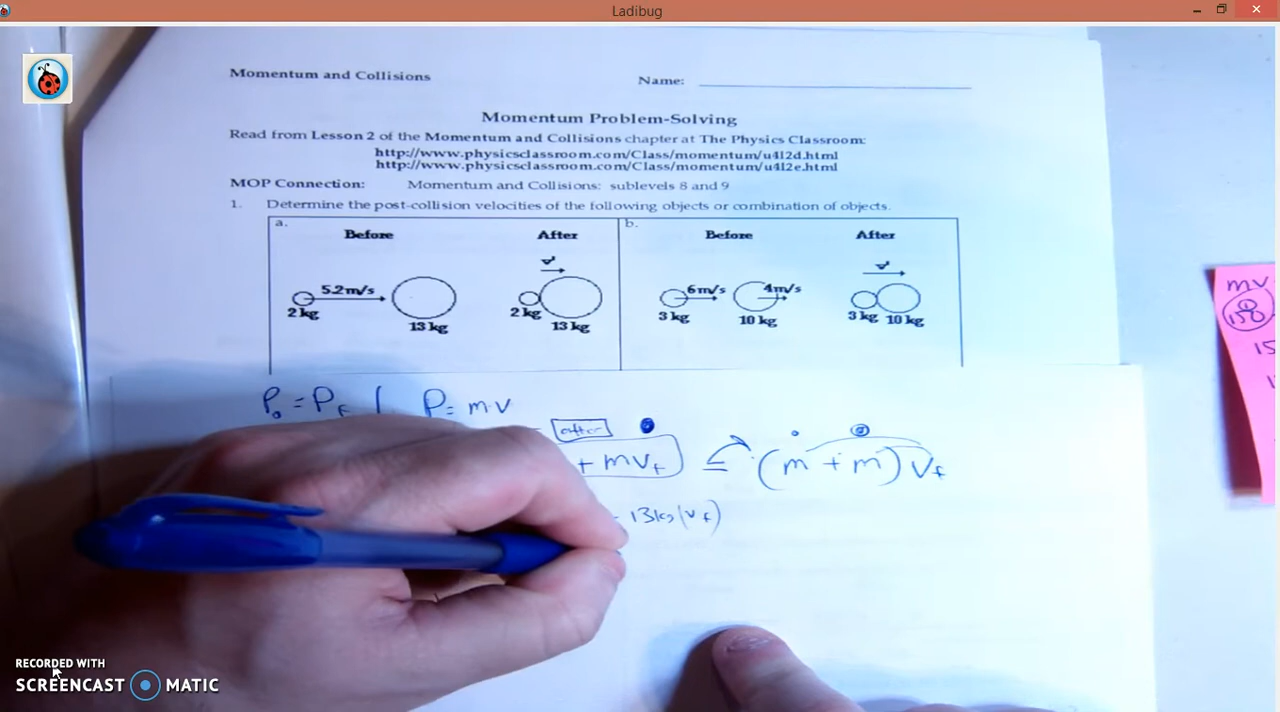 Ladibug
Momentum and Collisions
Name:
Momentum Problem-Solving
Read from Lesson 2 of the Momentum and Collisions chapter at The Physics Classroom:
http://www.physicsclassroom.com/Class/momentum/u4l2d.html
http://www.physicsclassroom.com/Class/momentum/u4l2e.html
MOP Connection: Momentum and Collisions: sublevels 8 and 9
1. Determine the post-collision velocities of the following objects or combination of objects.
a. b.
Before After Before After
v v
5.2 m/s 6 m/s 4 m/s
2 kg 13 kg 2 kg 13 kg 3 kg 10 kg 3 kg 10 kg
P₀ = P_f | P = m·v
after
+ mv_f = (m + m) v_f
13kg(v_f)
mv
150
15
RECORDED WITH
SCREENCAST MATIC